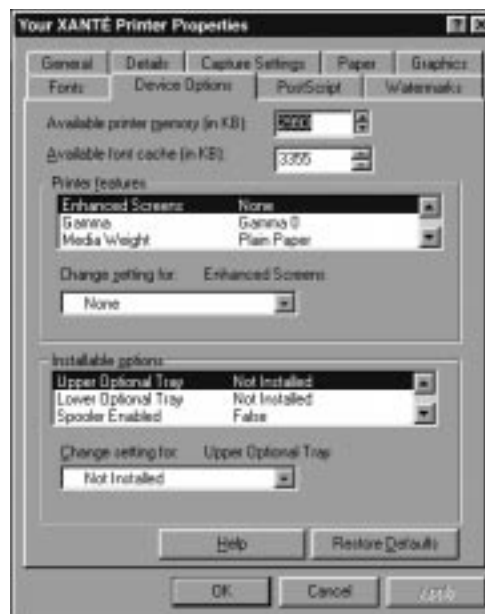 Your XANTÉ Printer Properties
General Details Capture Settings Paper Graphics
Fonts Device Options PostScript Watermarks
Available printer memory (in KB):
Available font cache (in KB): 3355
Printer features
Enhanced Screens None
Gamma Gamma 0
Media Weight Plain Paper
Change setting for: Enhanced Screens
None
Installable options
Upper Optional Tray Not Installed
Lower Optional Tray Not Installed
Spooler Enabled False
Change setting for: Upper Optional Tray
Not Installed
Help Restore Defaults
OK Cancel Apply